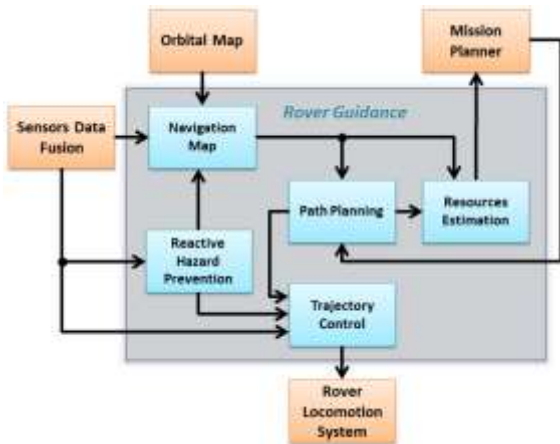 Orbital Map
Mission
Planner
Rover Guidance
Sensors Data
Fusion
Navigation
Map
Path Planning
Resources
Estimation
Reactive
Hazard
Prevention
Trajectory
Control
Rover
Locomotion
System